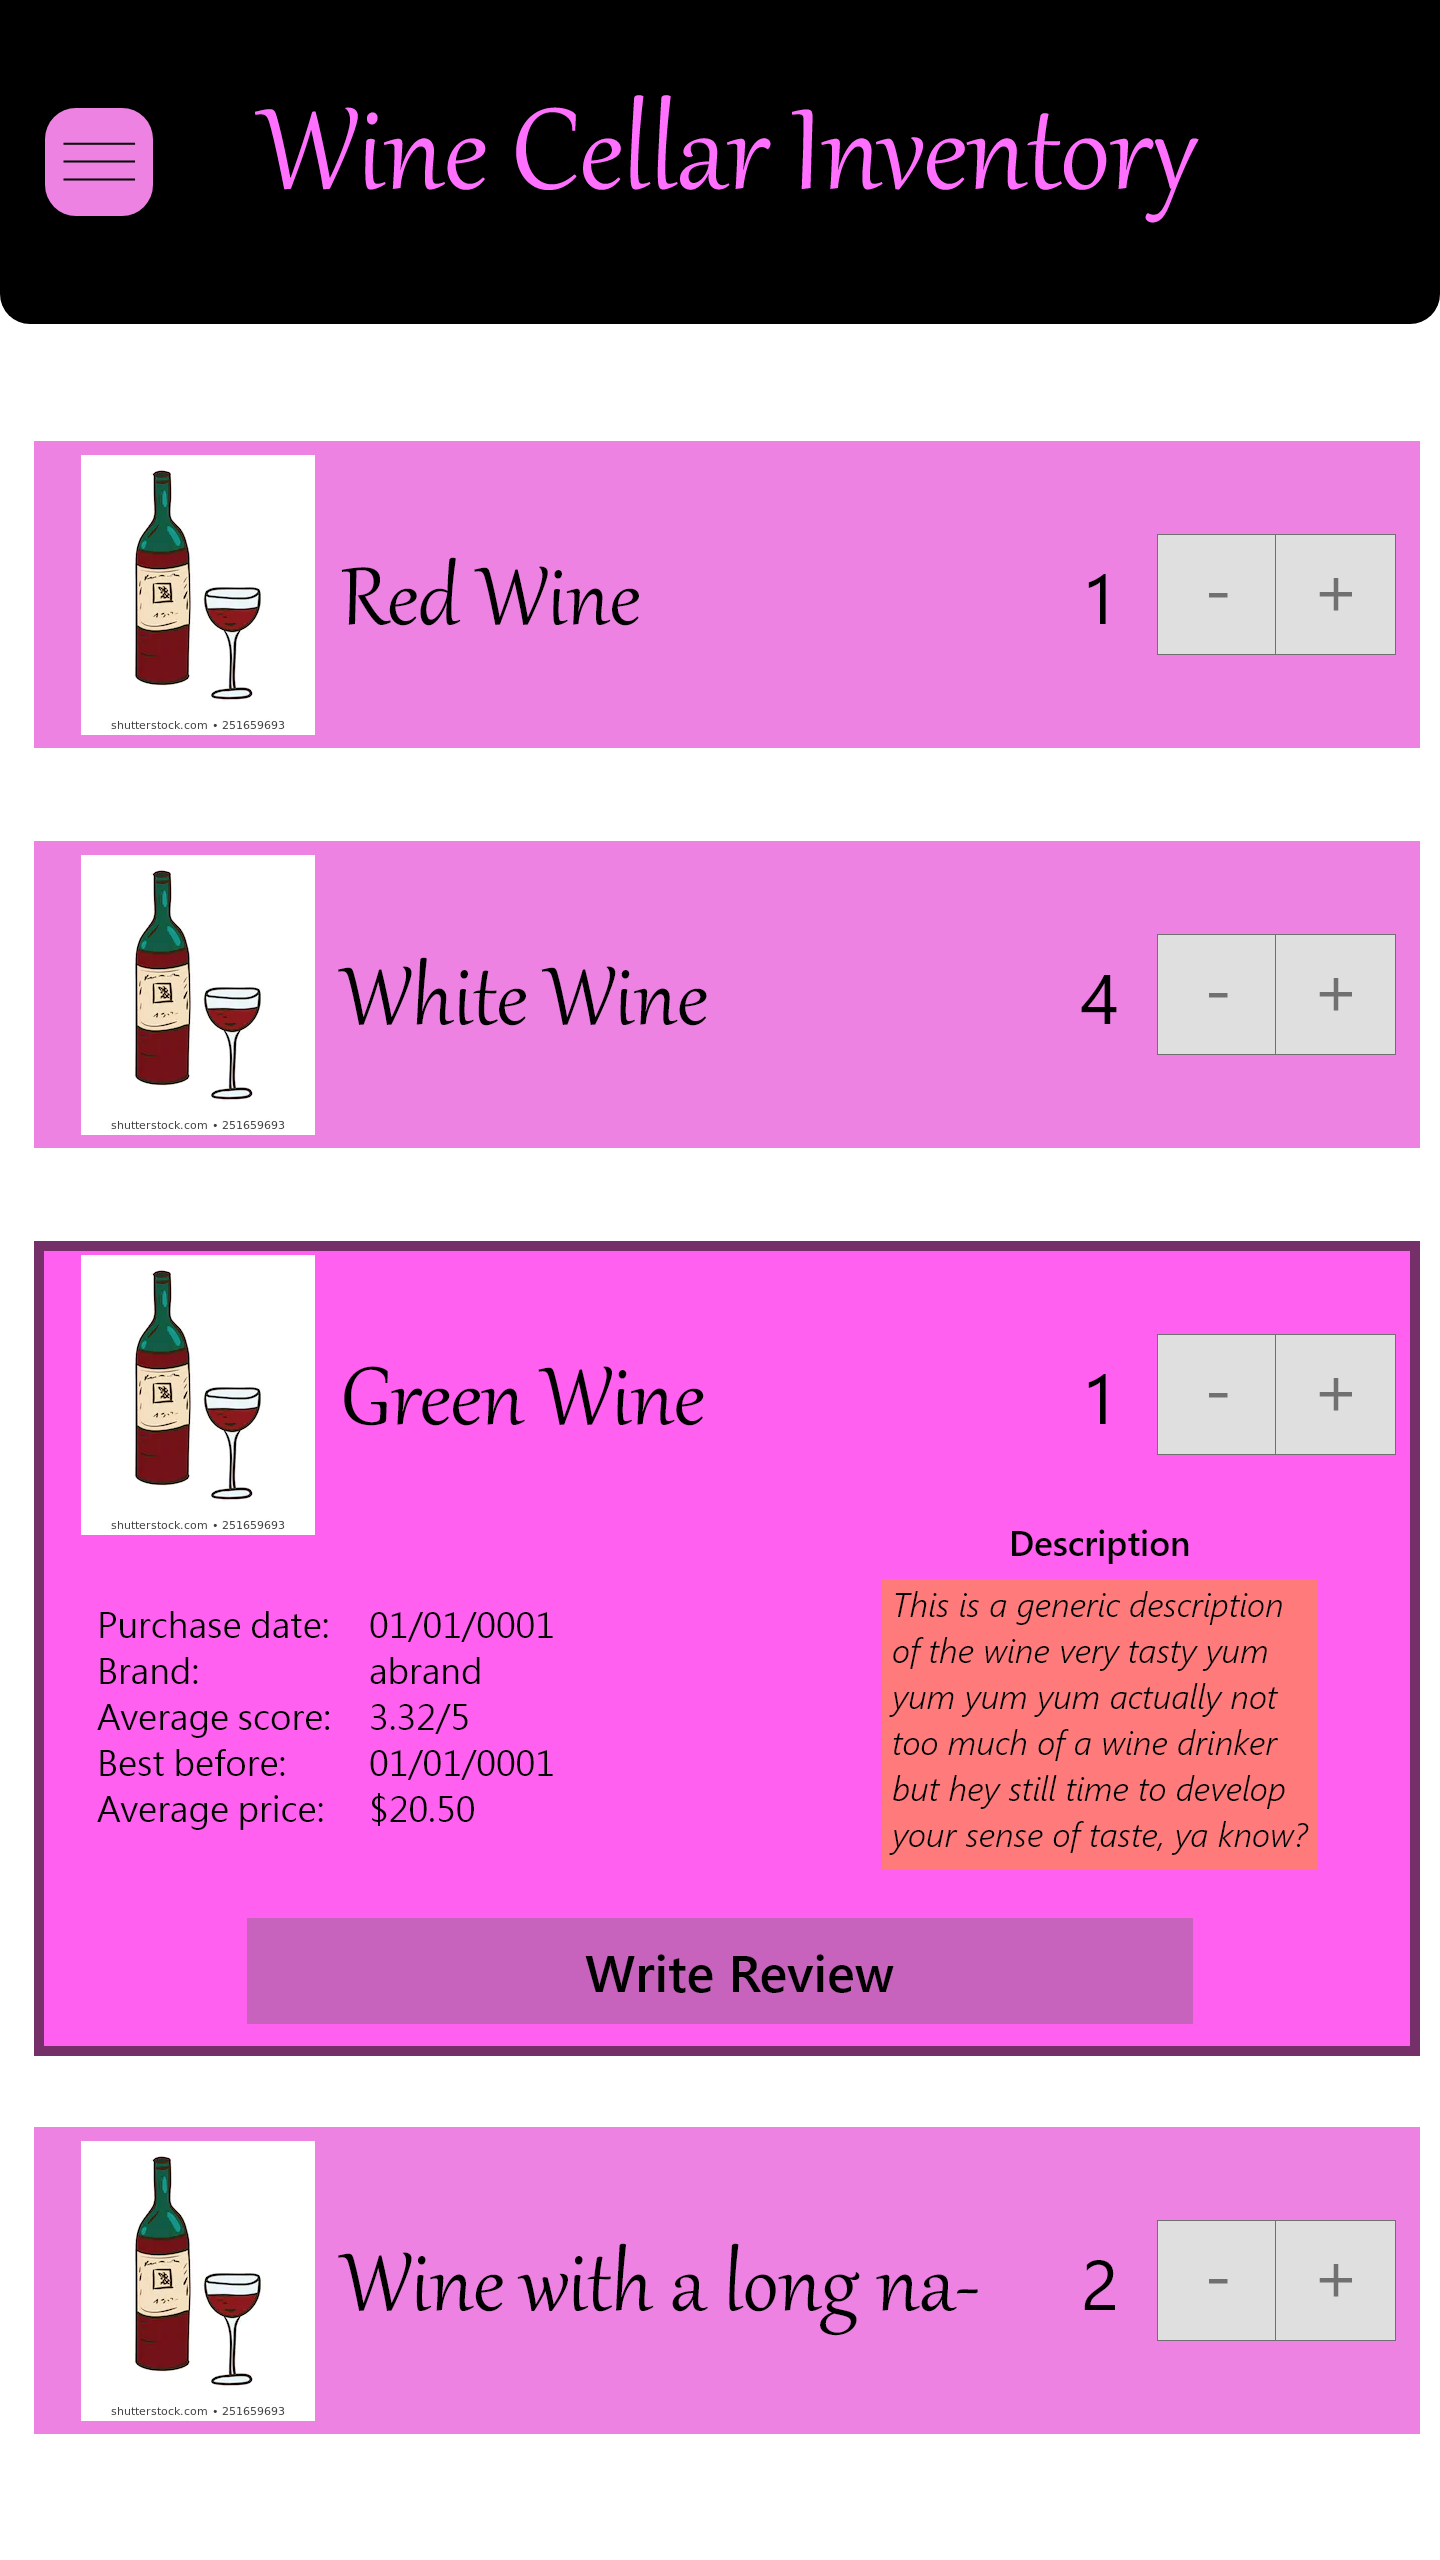 Wine Cellar Inventory
Red Wine
1
-
+
shutterstock.com • 251659693
White Wine
4
-
+
shutterstock.com • 251659693
Green Wine
1
-
+
shutterstock.com • 251659693
Purchase date: 01/01/0001
Brand: abrand
Average score: 3.32/5
Best before: 01/01/0001
Average price: $20.50
Description
This is a generic description
of the wine very tasty yum
yum yum yum actually not
too much of a wine drinker
but hey still time to develop
your sense of taste, ya know?
Write Review
Wine with a long na-
2
-
+
shutterstock.com • 251659693